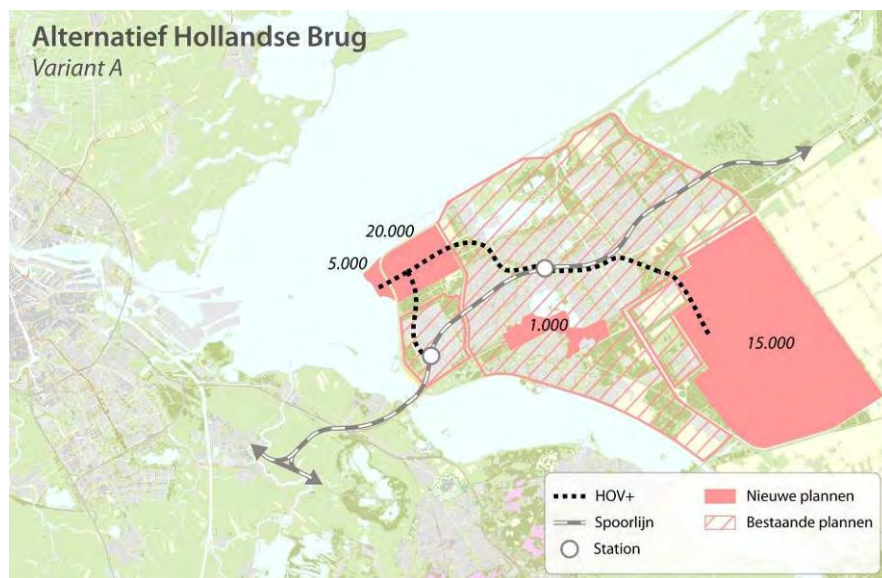 Alternatief Hollandse Brug
Variant A
20.000
5.000
1.000
15.000
HOV+
Nieuwe plannen
Spoorlijn
Bestaande plannen
Station